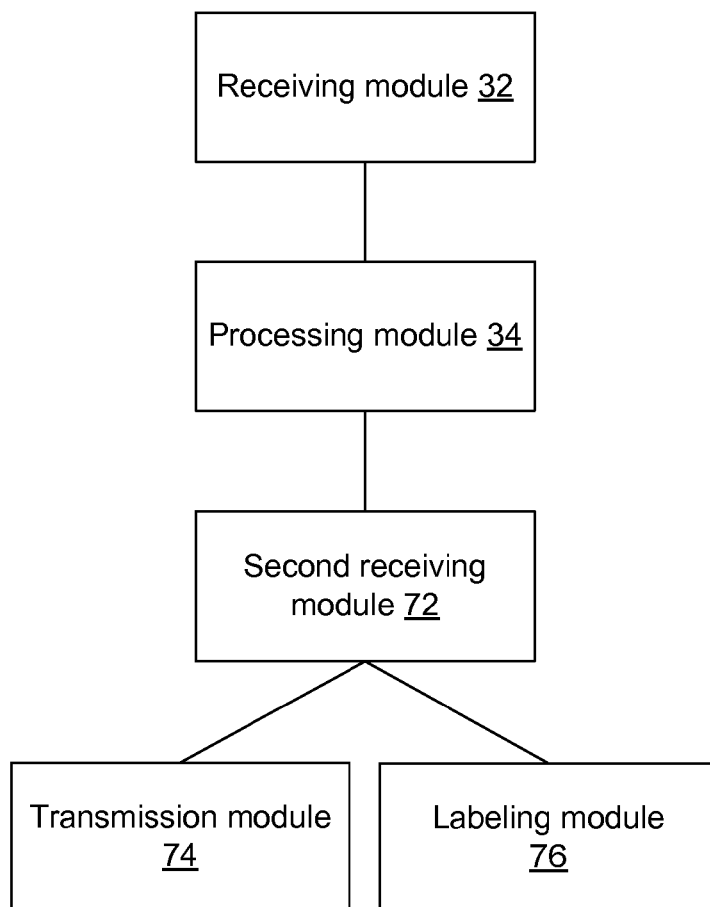 Receiving module 32
Processing module 34
Second receiving
module 72
Transmission module
74
Labeling module
76